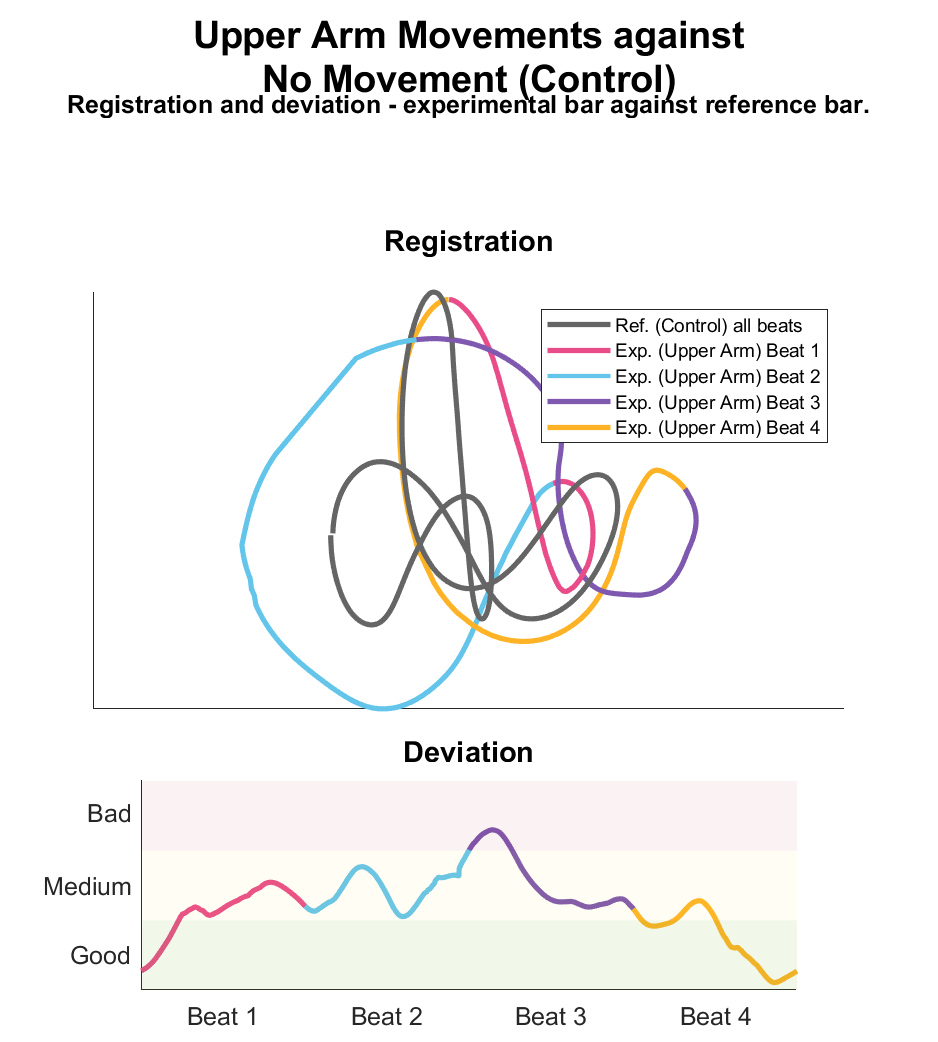 Upper Arm Movements against
No Movement (Control)
Registration and deviation - experimental bar against reference bar.
Registration
Ref. (Control) all beats
Exp. (Upper Arm) Beat 1
Exp. (Upper Arm) Beat 2
Exp. (Upper Arm) Beat 3
Exp. (Upper Arm) Beat 4
Deviation
Bad
Medium
Good
Beat 1 Beat 2 Beat 3 Beat 4